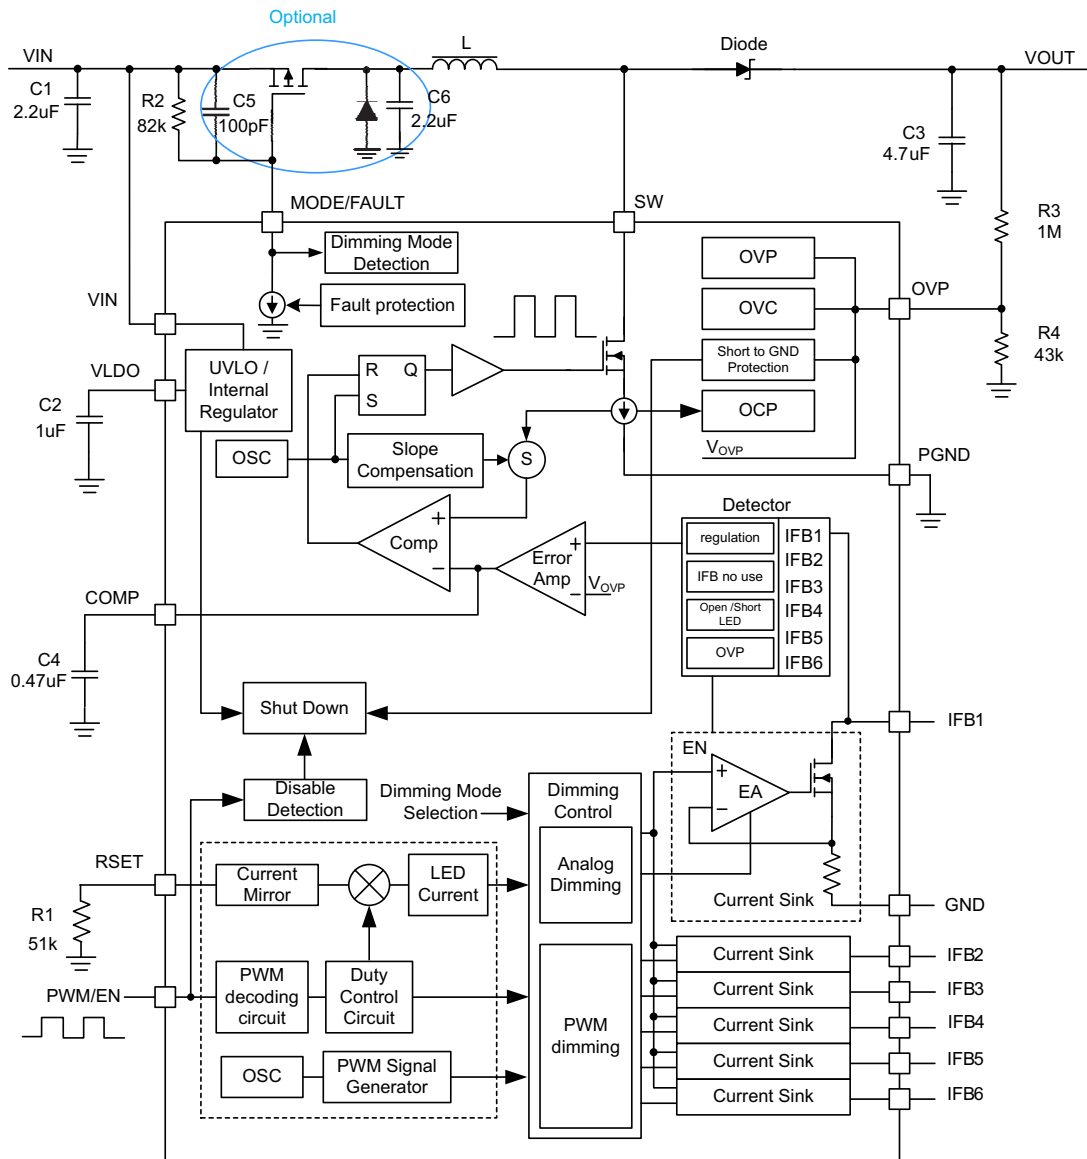 Optional
VIN
L
Diode
VOUT
C1
2.2uF
R2
82k
C5
100pF
C6
2.2uF
C3
4.7uF
MODE/FAULT
SW
R3
1M
Dimming Mode
Detection
OVP
OVP
VIN
Fault protection
OVC
R4
43k
VLDO
UVLO /
Internal
Regulator
R
Q
S
Short to GND
Protection
C2
1uF
OCP
OSC
Slope
Compensation
S
VOVP
PGND
Detector
+
Comp
−
+
Error
Amp
−
VOVP
regulation
IFB no use
Open /Short
LED
OVP
IFB1
IFB2
IFB3
IFB4
IFB5
IFB6
COMP
C4
0.47uF
Shut Down
IFB1
EN
+
EA
−
Disable
Detection
Dimming Mode
Selection
Dimming
Control
RSET
Current
Mirror
LED
Current
Analog
Dimming
Current Sink
GND
R1
51k
PWM/EN
PWM
decoding
circuit
Duty
Control
Circuit
PWM
dimming
Current Sink
IFB2
Current Sink
IFB3
Current Sink
IFB4
Current Sink
IFB5
Current Sink
IFB6
OSC
PWM Signal
Generator